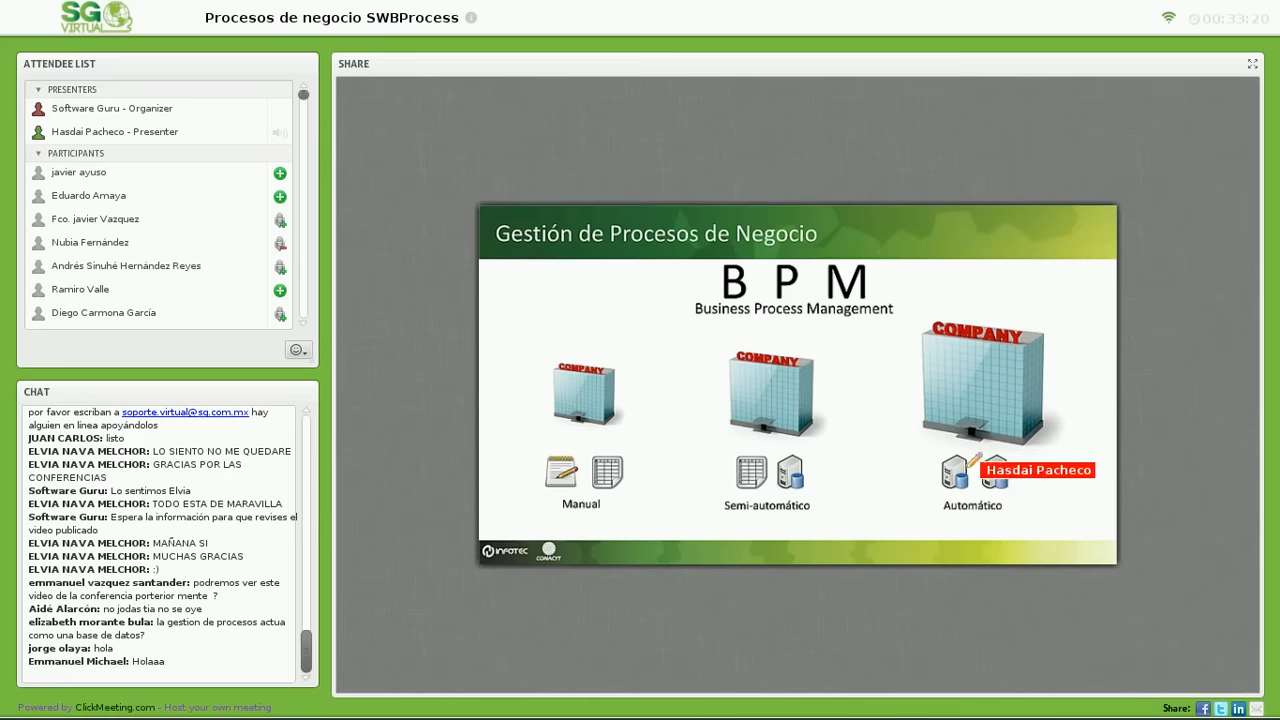 SG VIRTUAL
Procesos de negocio SWBProcess
00:33:20
ATTENDEE LIST
PRESENTERS
Software Guru - Organizer
Hasdai Pacheco - Presenter
PARTICIPANTS
javier ayuso
Eduardo Amaya
Fco. javier Vazquez
Nubia Fernández
Andrés Sinuhé Hernández Reyes
Ramiro Valle
Diego Carmona García
CHAT
por favor escriban a soporte.virtual@sg.com.mx hay
alguien en línea apoyándolos
JUAN CARLOS: listo
ELVIA NAVA MELCHOR: LO SIENTO NO ME QUEDARE
ELVIA NAVA MELCHOR: GRACIAS POR LAS
CONFERENCIAS
Software Guru: Lo sentimos Elvia
ELVIA NAVA MELCHOR: TODO ESTA DE MARAVILLA
Software Guru: Espera la información para que revises el
video publicado
ELVIA NAVA MELCHOR: MAÑANA SI
ELVIA NAVA MELCHOR: MUCHAS GRACIAS
ELVIA NAVA MELCHOR: :)
emmanuel vazquez santander: podremos ver este
video de la conferencia porterior mente ?
Aidé Alarcón: no jodas tia no se oye
elizabeth morante bula: la gestion de procesos actua
como una base de datos?
jorge olaya: hola
Emmanuel Michael: Holaaa
SHARE
Gestión de Procesos de Negocio
B P M
Business Process Management
COMPANY
COMPANY
COMPANY
Hasdai Pacheco
Manual
Semi-automático
Automático
INFOTEC
CONACYT
Powered by ClickMeeting.com - Host your own meeting
Share: